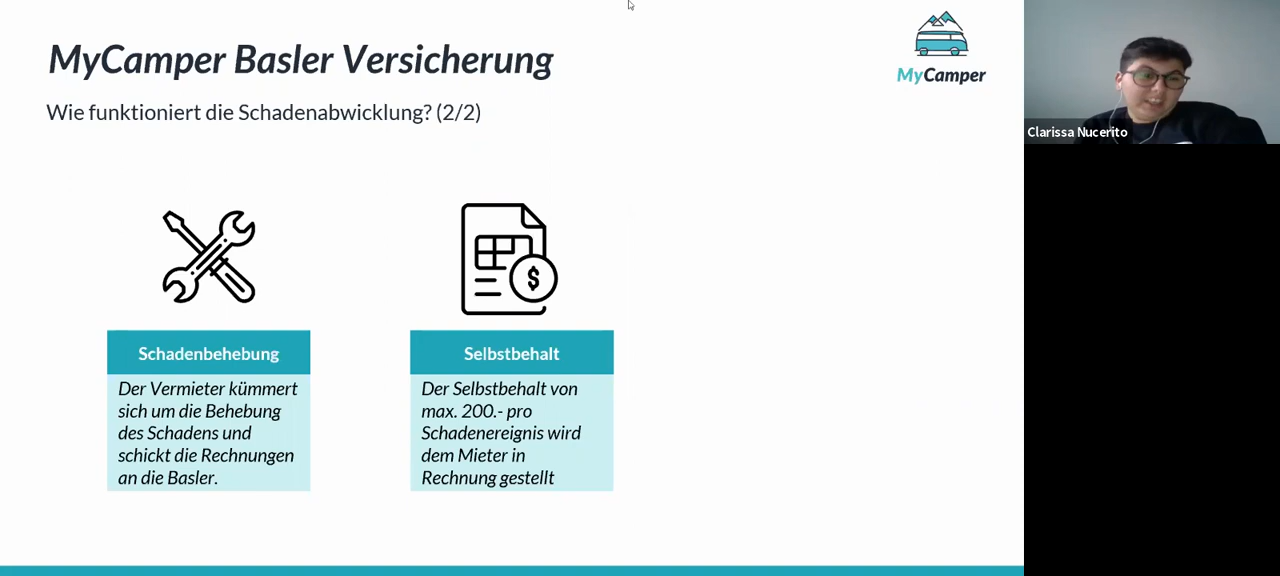 MyCamper Basler Versicherung
Wie funktioniert die Schadenabwicklung? (2/2)
MyCamper
Clarissa Nucerito
$
Schadenbehebung
Der Vermieter kümmert
sich um die Behebung
des Schadens und
schickt die Rechnungen
an die Basler.
Selbstbehalt
Der Selbstbehalt von
max. 200.- pro
Schadenereignis wird
dem Mieter in
Rechnung gestellt